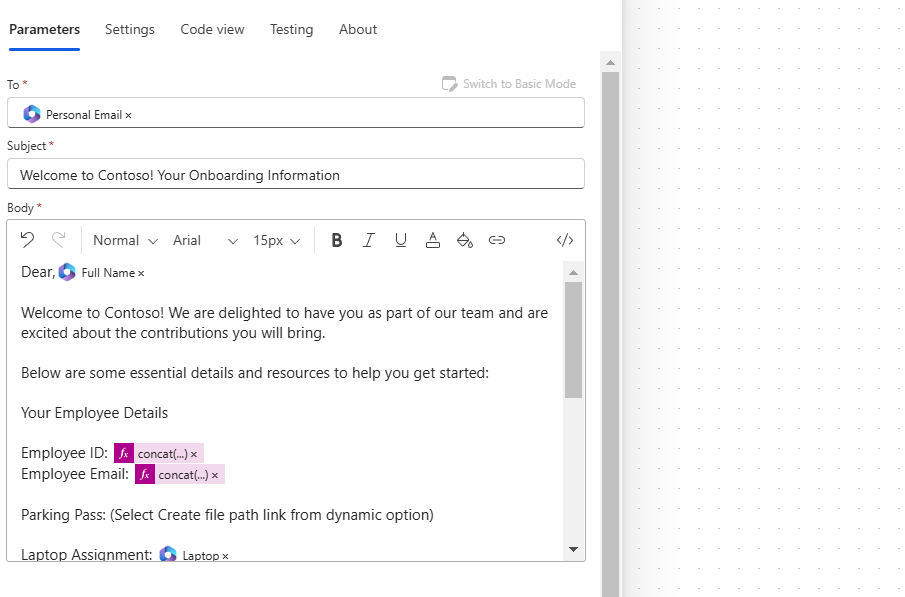 Parameters Settings Code view Testing About
To * Switch to Basic Mode
Personal Email ×
Subject *
Welcome to Contoso! Your Onboarding Information
Body *
Normal Arial 15px B I U A </>
Dear, Full Name ×
Welcome to Contoso! We are delighted to have you as part of our team and are
excited about the contributions you will bring.
Below are some essential details and resources to help you get started:
Your Employee Details
Employee ID: fx concat(...) ×
Employee Email: fx concat(...) ×
Parking Pass: (Select Create file path link from dynamic option)
Laptop Assignment: Laptop ×